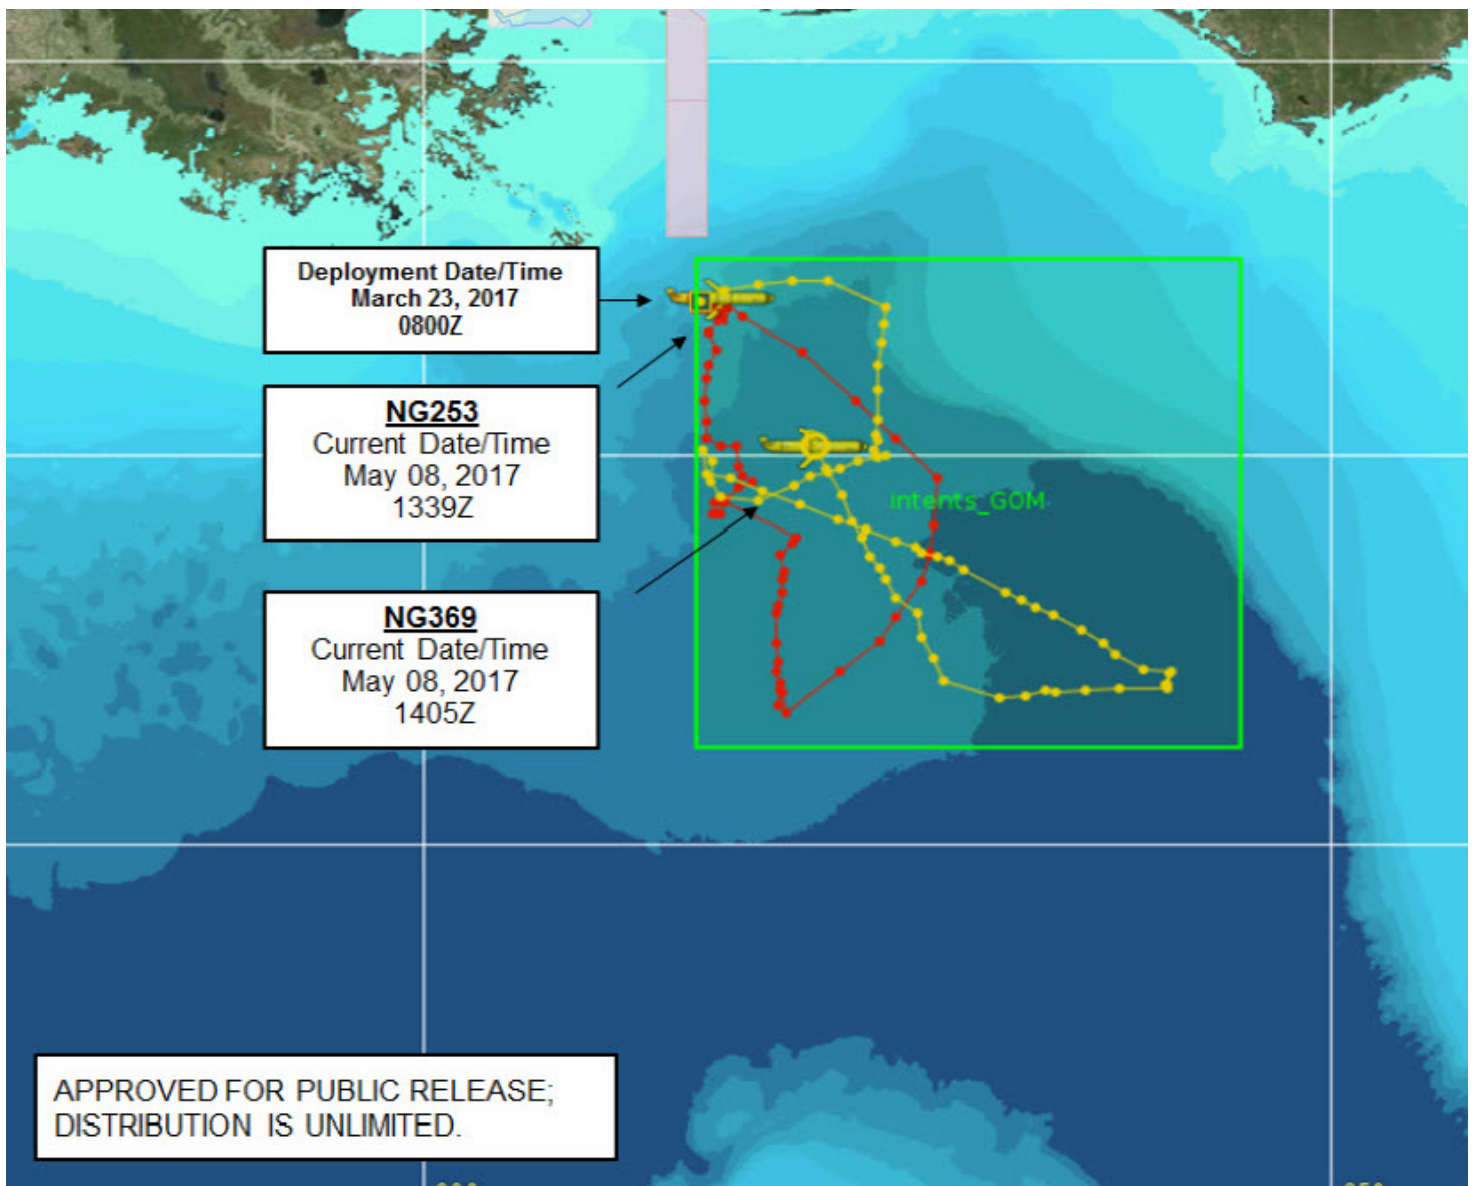 Deployment Date/Time
March 23, 2017
0800Z
NG253
Current Date/Time
May 08, 2017
1339Z
intents_GOM
NG369
Current Date/Time
May 08, 2017
1405Z
APPROVED FOR PUBLIC RELEASE;
DISTRIBUTION IS UNLIMITED.